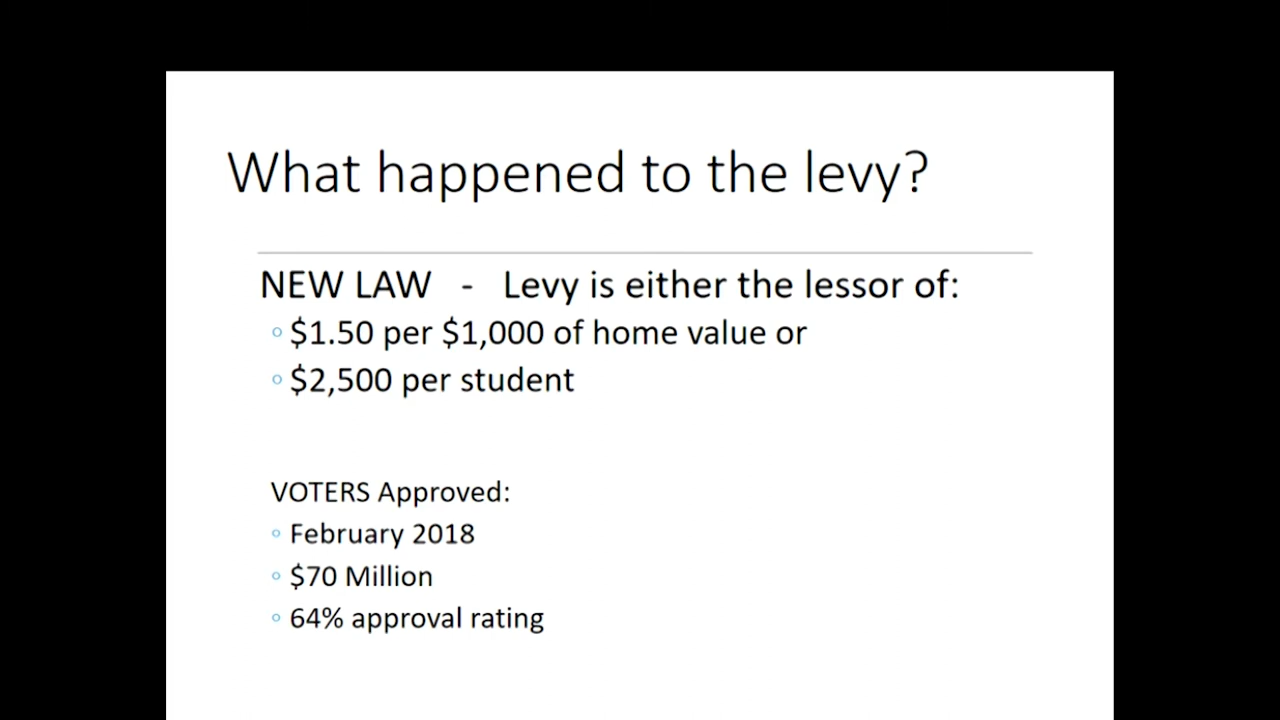 What happened to the levy?
NEW LAW - Levy is either the lessor of:
◦ $1.50 per $1,000 of home value or
◦ $2,500 per student
VOTERS Approved:
◦ February 2018
◦ $70 Million
◦ 64% approval rating